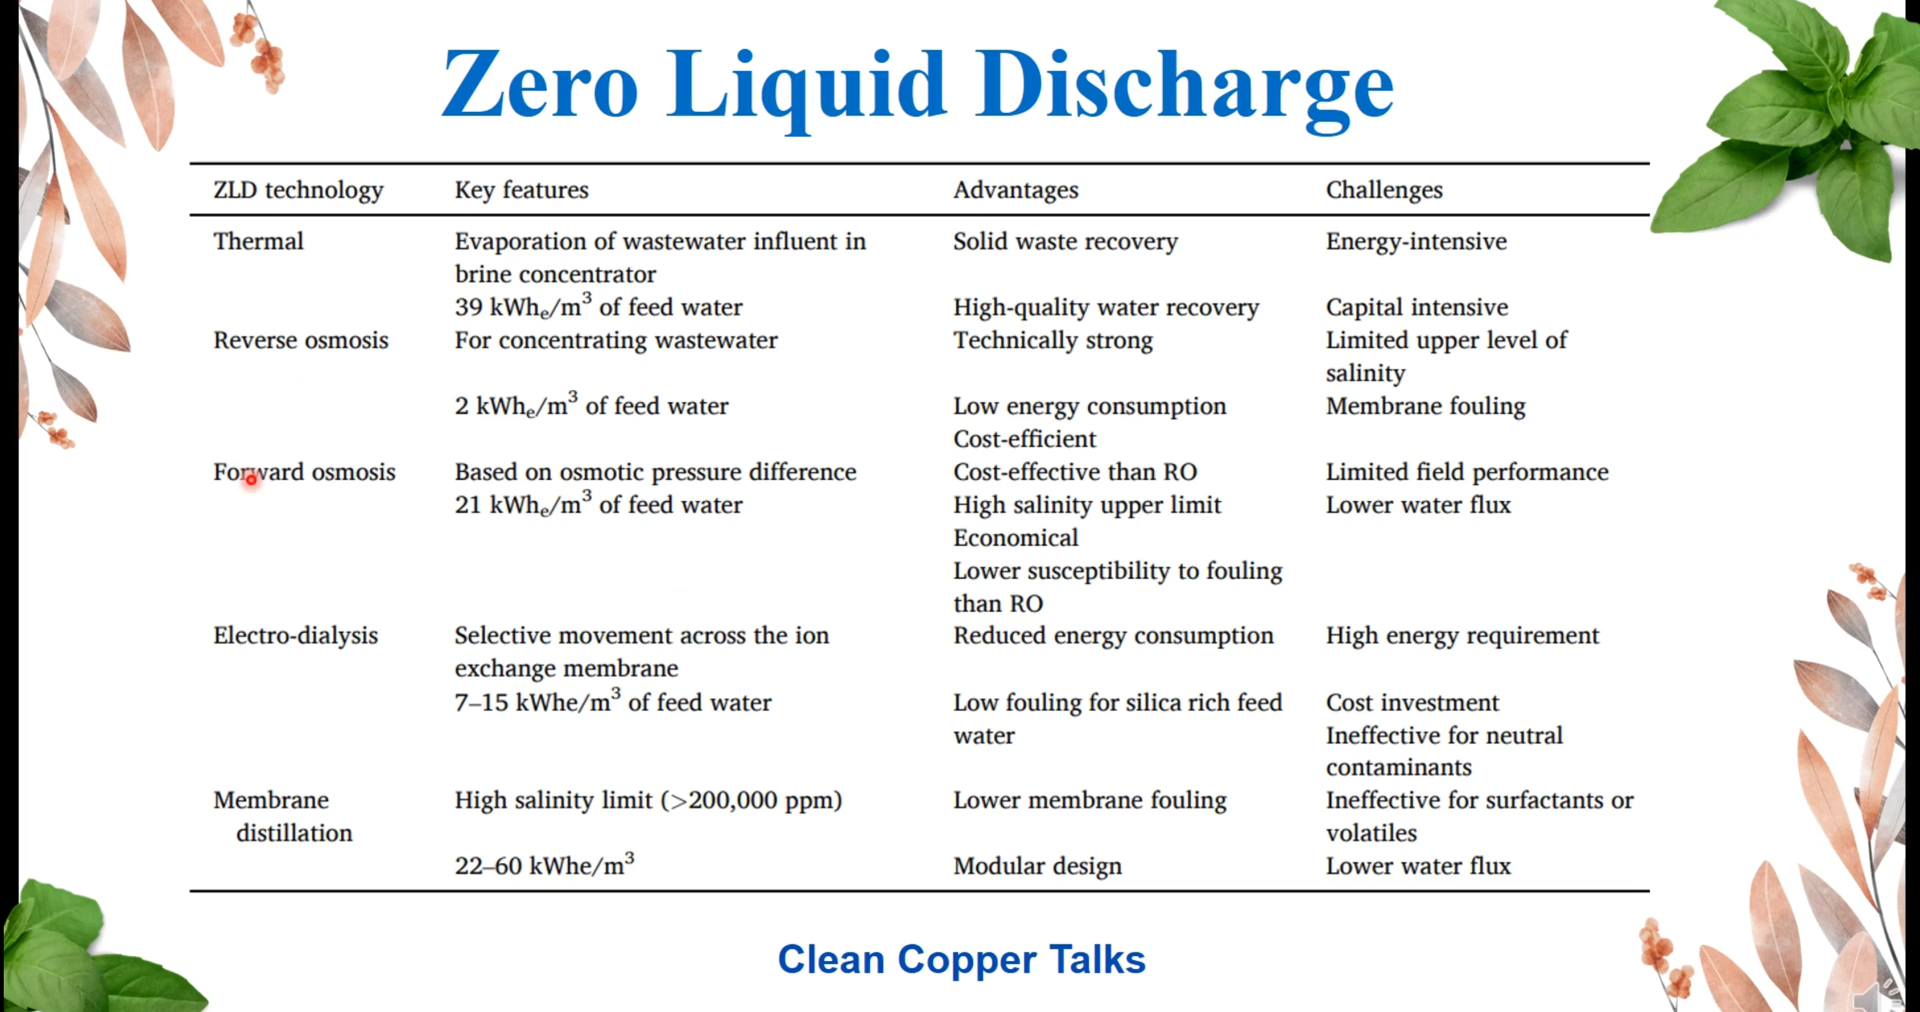 Zero Liquid Discharge
ZLD technology Key features Advantages Challenges
Thermal Evaporation of wastewater influent in Solid waste recovery Energy-intensive
brine concentrator
39 kWhₑ/m³ of feed water High-quality water recovery Capital intensive
Reverse osmosis For concentrating wastewater Technically strong Limited upper level of
salinity
2 kWhₑ/m³ of feed water Low energy consumption Membrane fouling
Cost-efficient
Forward osmosis Based on osmotic pressure difference Cost-effective than RO Limited field performance
21 kWhₑ/m³ of feed water High salinity upper limit Lower water flux
Economical
Lower susceptibility to fouling
than RO
Electro-dialysis Selective movement across the ion Reduced energy consumption High energy requirement
exchange membrane
7–15 kWhe/m³ of feed water Low fouling for silica rich feed Cost investment
water Ineffective for neutral
contaminants
Membrane High salinity limit (>200,000 ppm) Lower membrane fouling Ineffective for surfactants or
distillation volatiles
22–60 kWhe/m³ Modular design Lower water flux
Clean Copper Talks